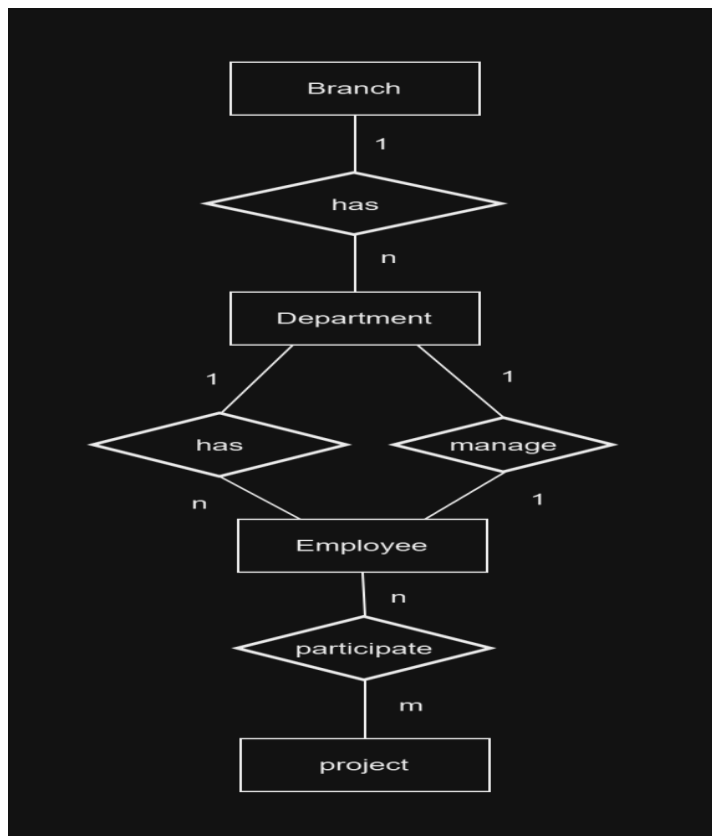 Branch
1
has
n
Department
1
1
has
manage
n
1
Employee
n
participate
m
project